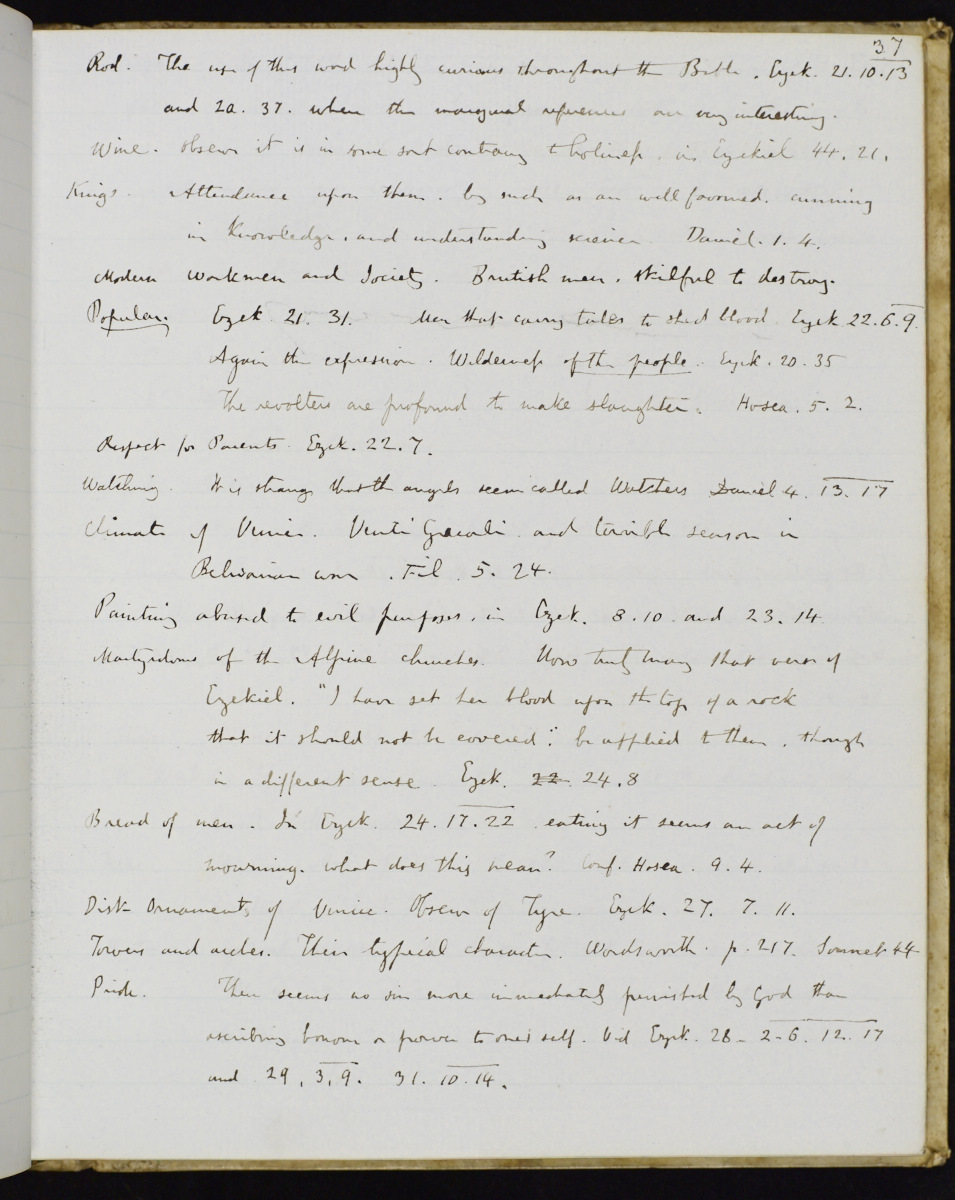 37
Rod. The use of this word highly curious throughout the Bible. Ezek. 21. 10.13
and 20. 37. where the marginal references are very interesting.
Wine. observe it is in some sort contrary to holiness. in Ezekiel 44. 21.
Kings. Attendance upon them. by such as are well favoured. cunning
in Knowledge. and understanding science. Daniel. 1. 4.
Modern Workmen and Society. Brutish men. skilful to destroy.
Popular. Ezek. 21. 31. Men that carry tales to shed blood. Ezek 22.6.9.
Again the expression. Wilderness of the people. Ezek. 20. 35
The revolters are profound to make slaughter. Hosea. 5. 2.
Respect for Parents. Ezek. 22.7.
Watching. It is strange that the angels seem called Watchers Daniel 4. 13. 17
Climate of Venice. Venti Grecali. and terrible season in
war. Fil. 5. 24.
Painting abused to evil purposes. in Ezek. 8.10 and 23. 14
Martyrdoms of the Alpine churches. How truly may that verse of
Ezekiel. "I have set her blood upon the top of a rock
that it should not be covered": be applied to them. though
in a different sense. Ezek. 22. 24.8
Bread of men. In Ezek. 24. 17. 22. eating it seems an act of
mourning. what does this mean? Conf. Hosea. 9. 4.
Disk Ornaments of Venice. Observe of Tyre. Ezek. 27. 7. 11.
Towers and arches. Their typical character. Wordsworth. p. 217. Sonnet 44
Pride. There seems no sin more immediately punished by God than
ascribing honour or power to one's self. Vid Ezek. 28 - 2-6. 12. 17
and 29. 3.9. 31. 10.14.